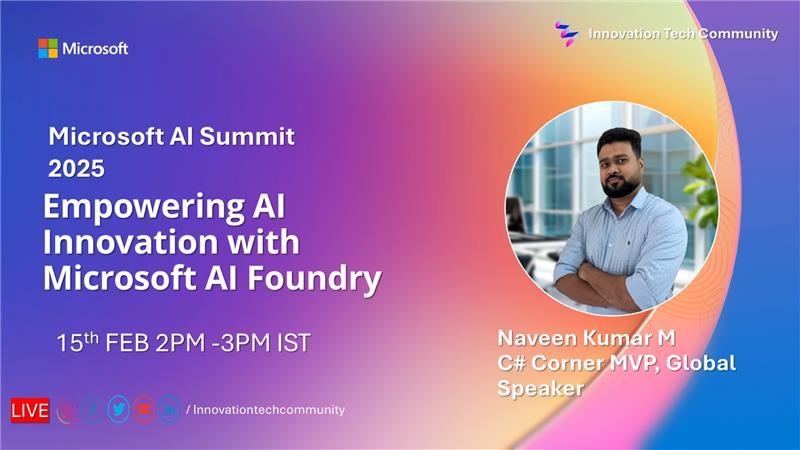 Microsoft
Innovation Tech Community
Microsoft AI Summit
2025
Empowering AI
Innovation with
Microsoft AI Foundry
15th FEB 2PM -3PM IST
Naveen Kumar M
C# Corner MVP, Global
Speaker
LIVE
/ Innovationtechcommunity